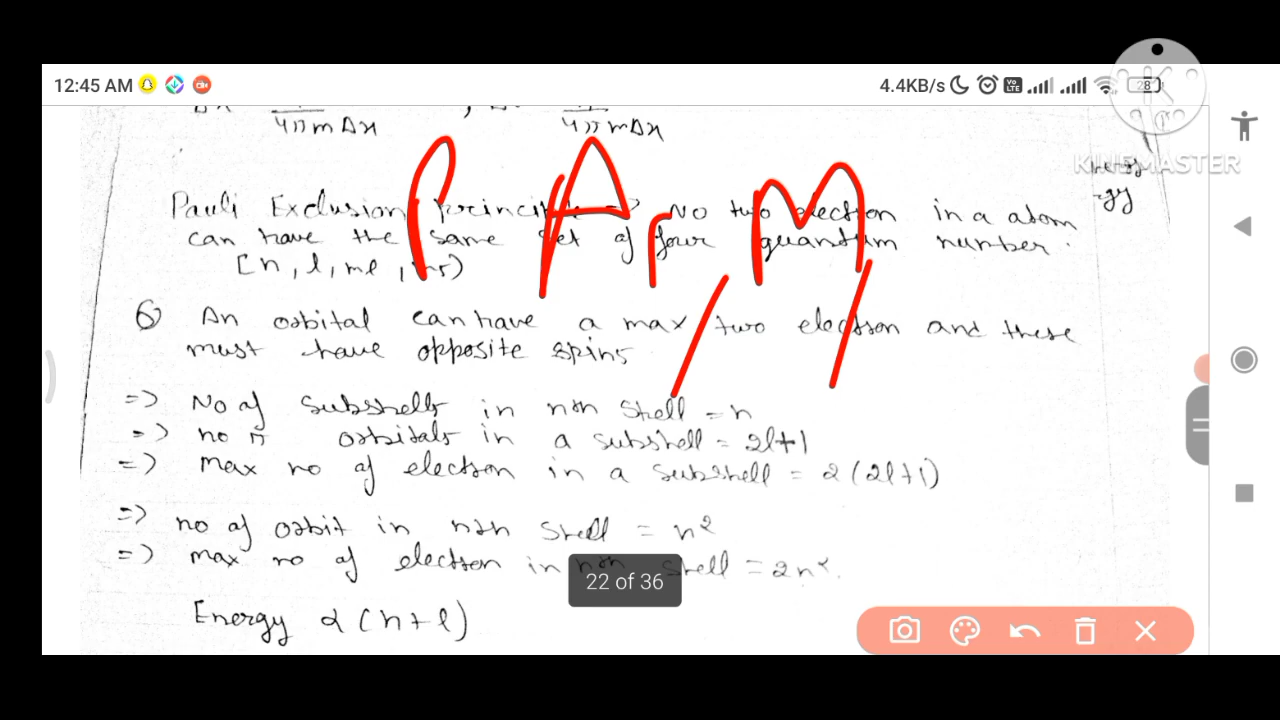 12:45 AM
4.4KB/s
28
KINEMASTER
4πmΔx , 4πmΔx
Pauli Exclusion principle => No two electron in a atom
can have the same set of four quantum number.
[n, l, ml, ms)
P A r M
6) An orbital can have a max two electron and these
must have opposite spins
=> No of subshells in nth shell = n
=> no n orbitals in a subshell = 2l+1
=> max no of electron in a subshell = 2(2l+1)
=> no of orbit in nth shell = n²
=> max no of electron in nth shell = 2n².
22 of 36
Energy α (n+l)